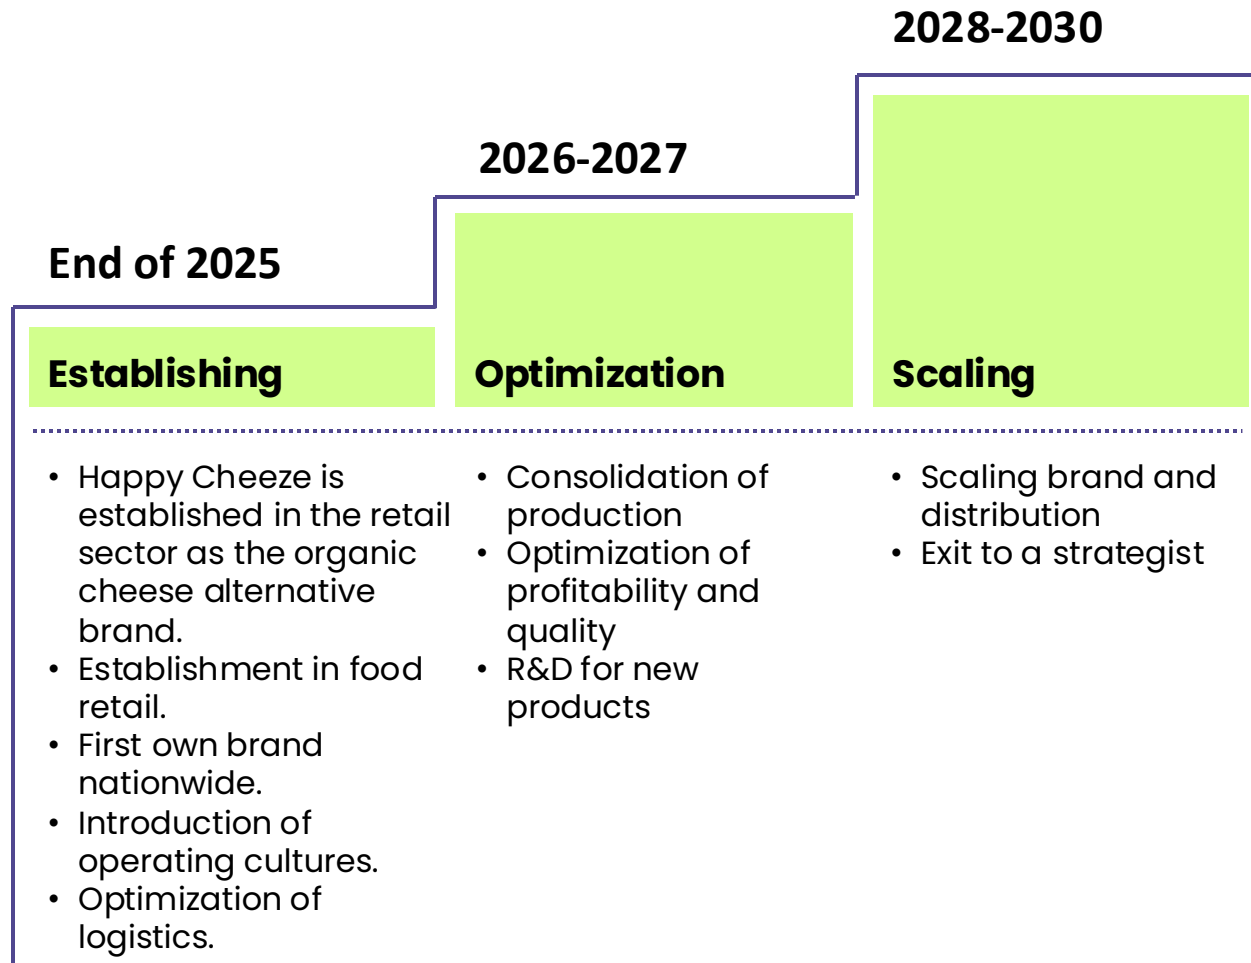 End of 2025
Establishing
• Happy Cheeze is
established in the retail
sector as the organic
cheese alternative
brand.
• Establishment in food
retail.
• First own brand
nationwide.
• Introduction of
operating cultures.
• Optimization of
logistics.
2026-2027
Optimization
• Consolidation of
production
• Optimization of
profitability and
quality
• R&D for new
products
2028-2030
Scaling
• Scaling brand and
distribution
• Exit to a strategist